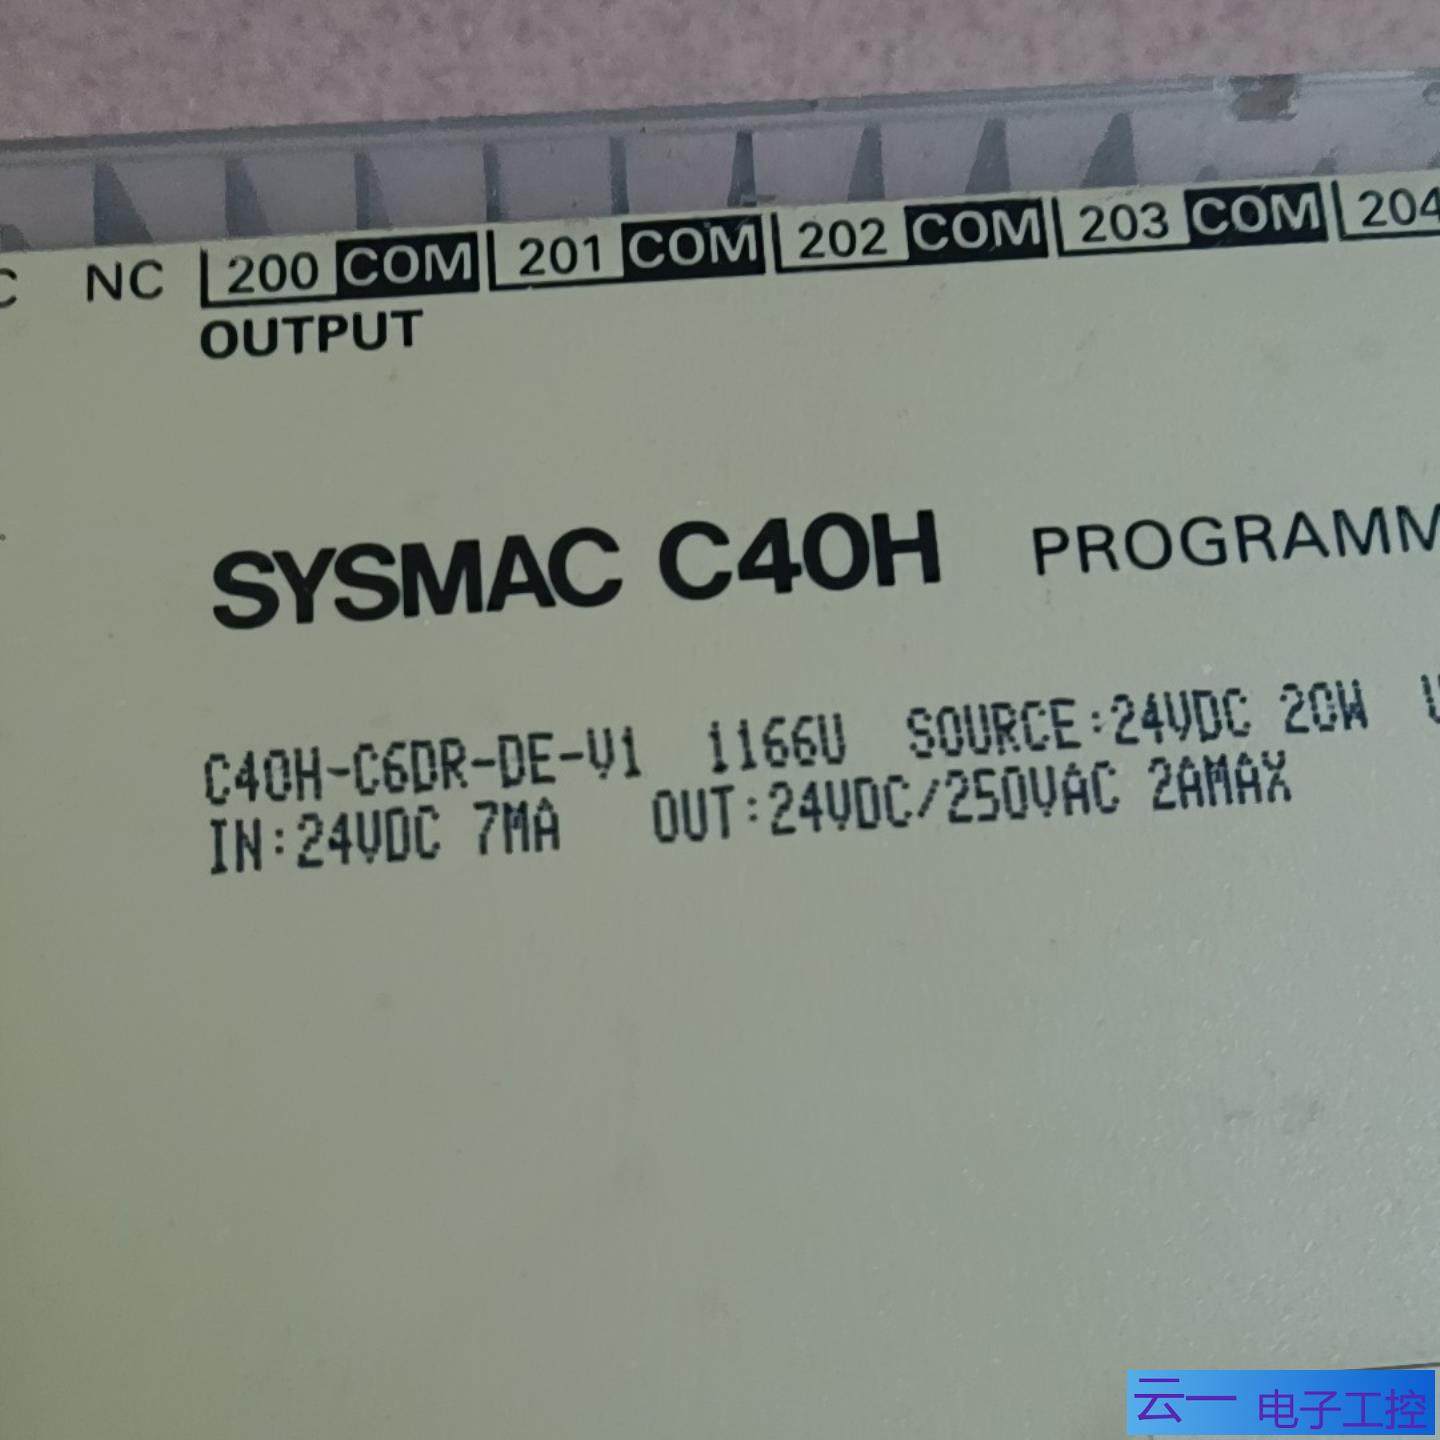 NC 200 COM 201 COM 202 COM 203 COM 204
OUTPUT
SYSMAC C40H PROGRAMM
C40H-C6DR-DE-V1 1166U SOURCE:24VDC 20W
IN:24VDC 7MA OUT:24VDC/250VAC 2AMAX
云一 电子工控